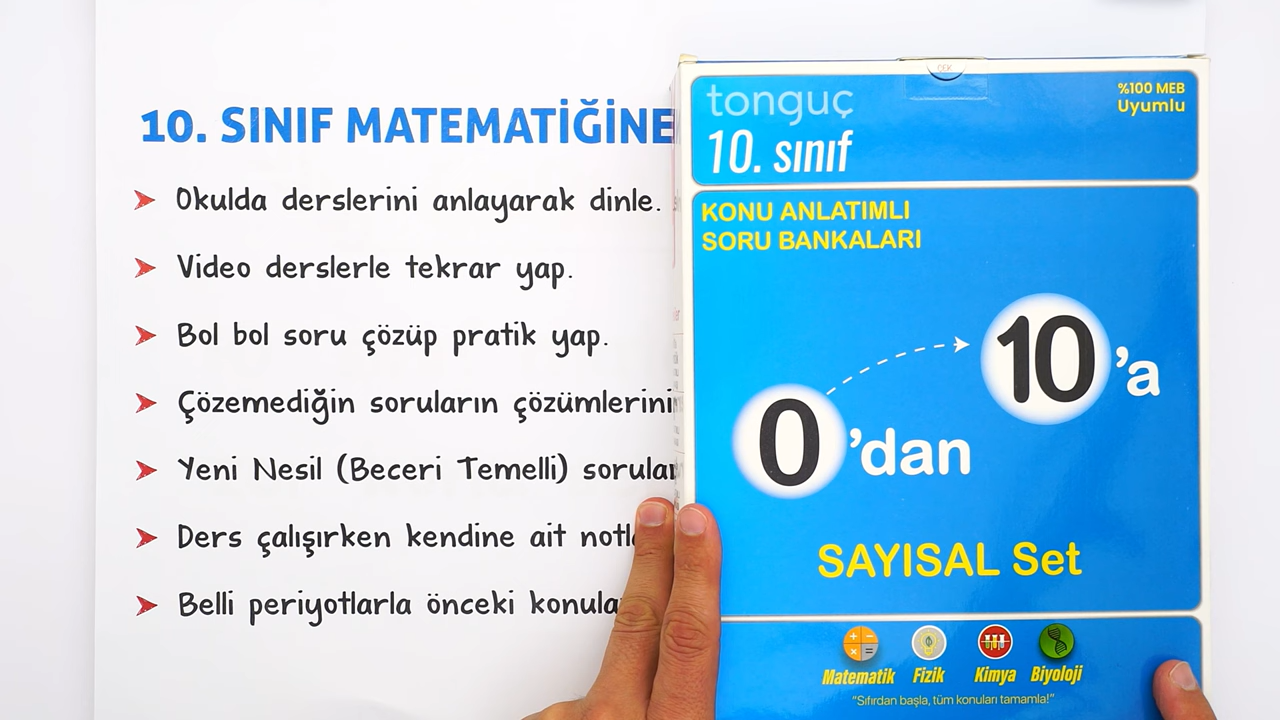 10. SINIF MATEMATİĞİNE
Okulda derslerini anlayarak dinle.
Video derslerle tekrar yap.
Bol bol soru çözüp pratik yap.
Çözemediğin soruların çözümlerini
Yeni Nesil (Beceri Temelli)
Ders çalışırken kendine ait
Belli periyotlarla önceki
tonguç
10. sınıf
%100 MEB
Uyumlu
KONU ANLATIMLI
SORU BANKALARI
0'dan
10'a
SAYISAL Set
Matematik Fizik Kimya Biyoloji
"Sıfırdan başla, tüm konuları tamamla!"